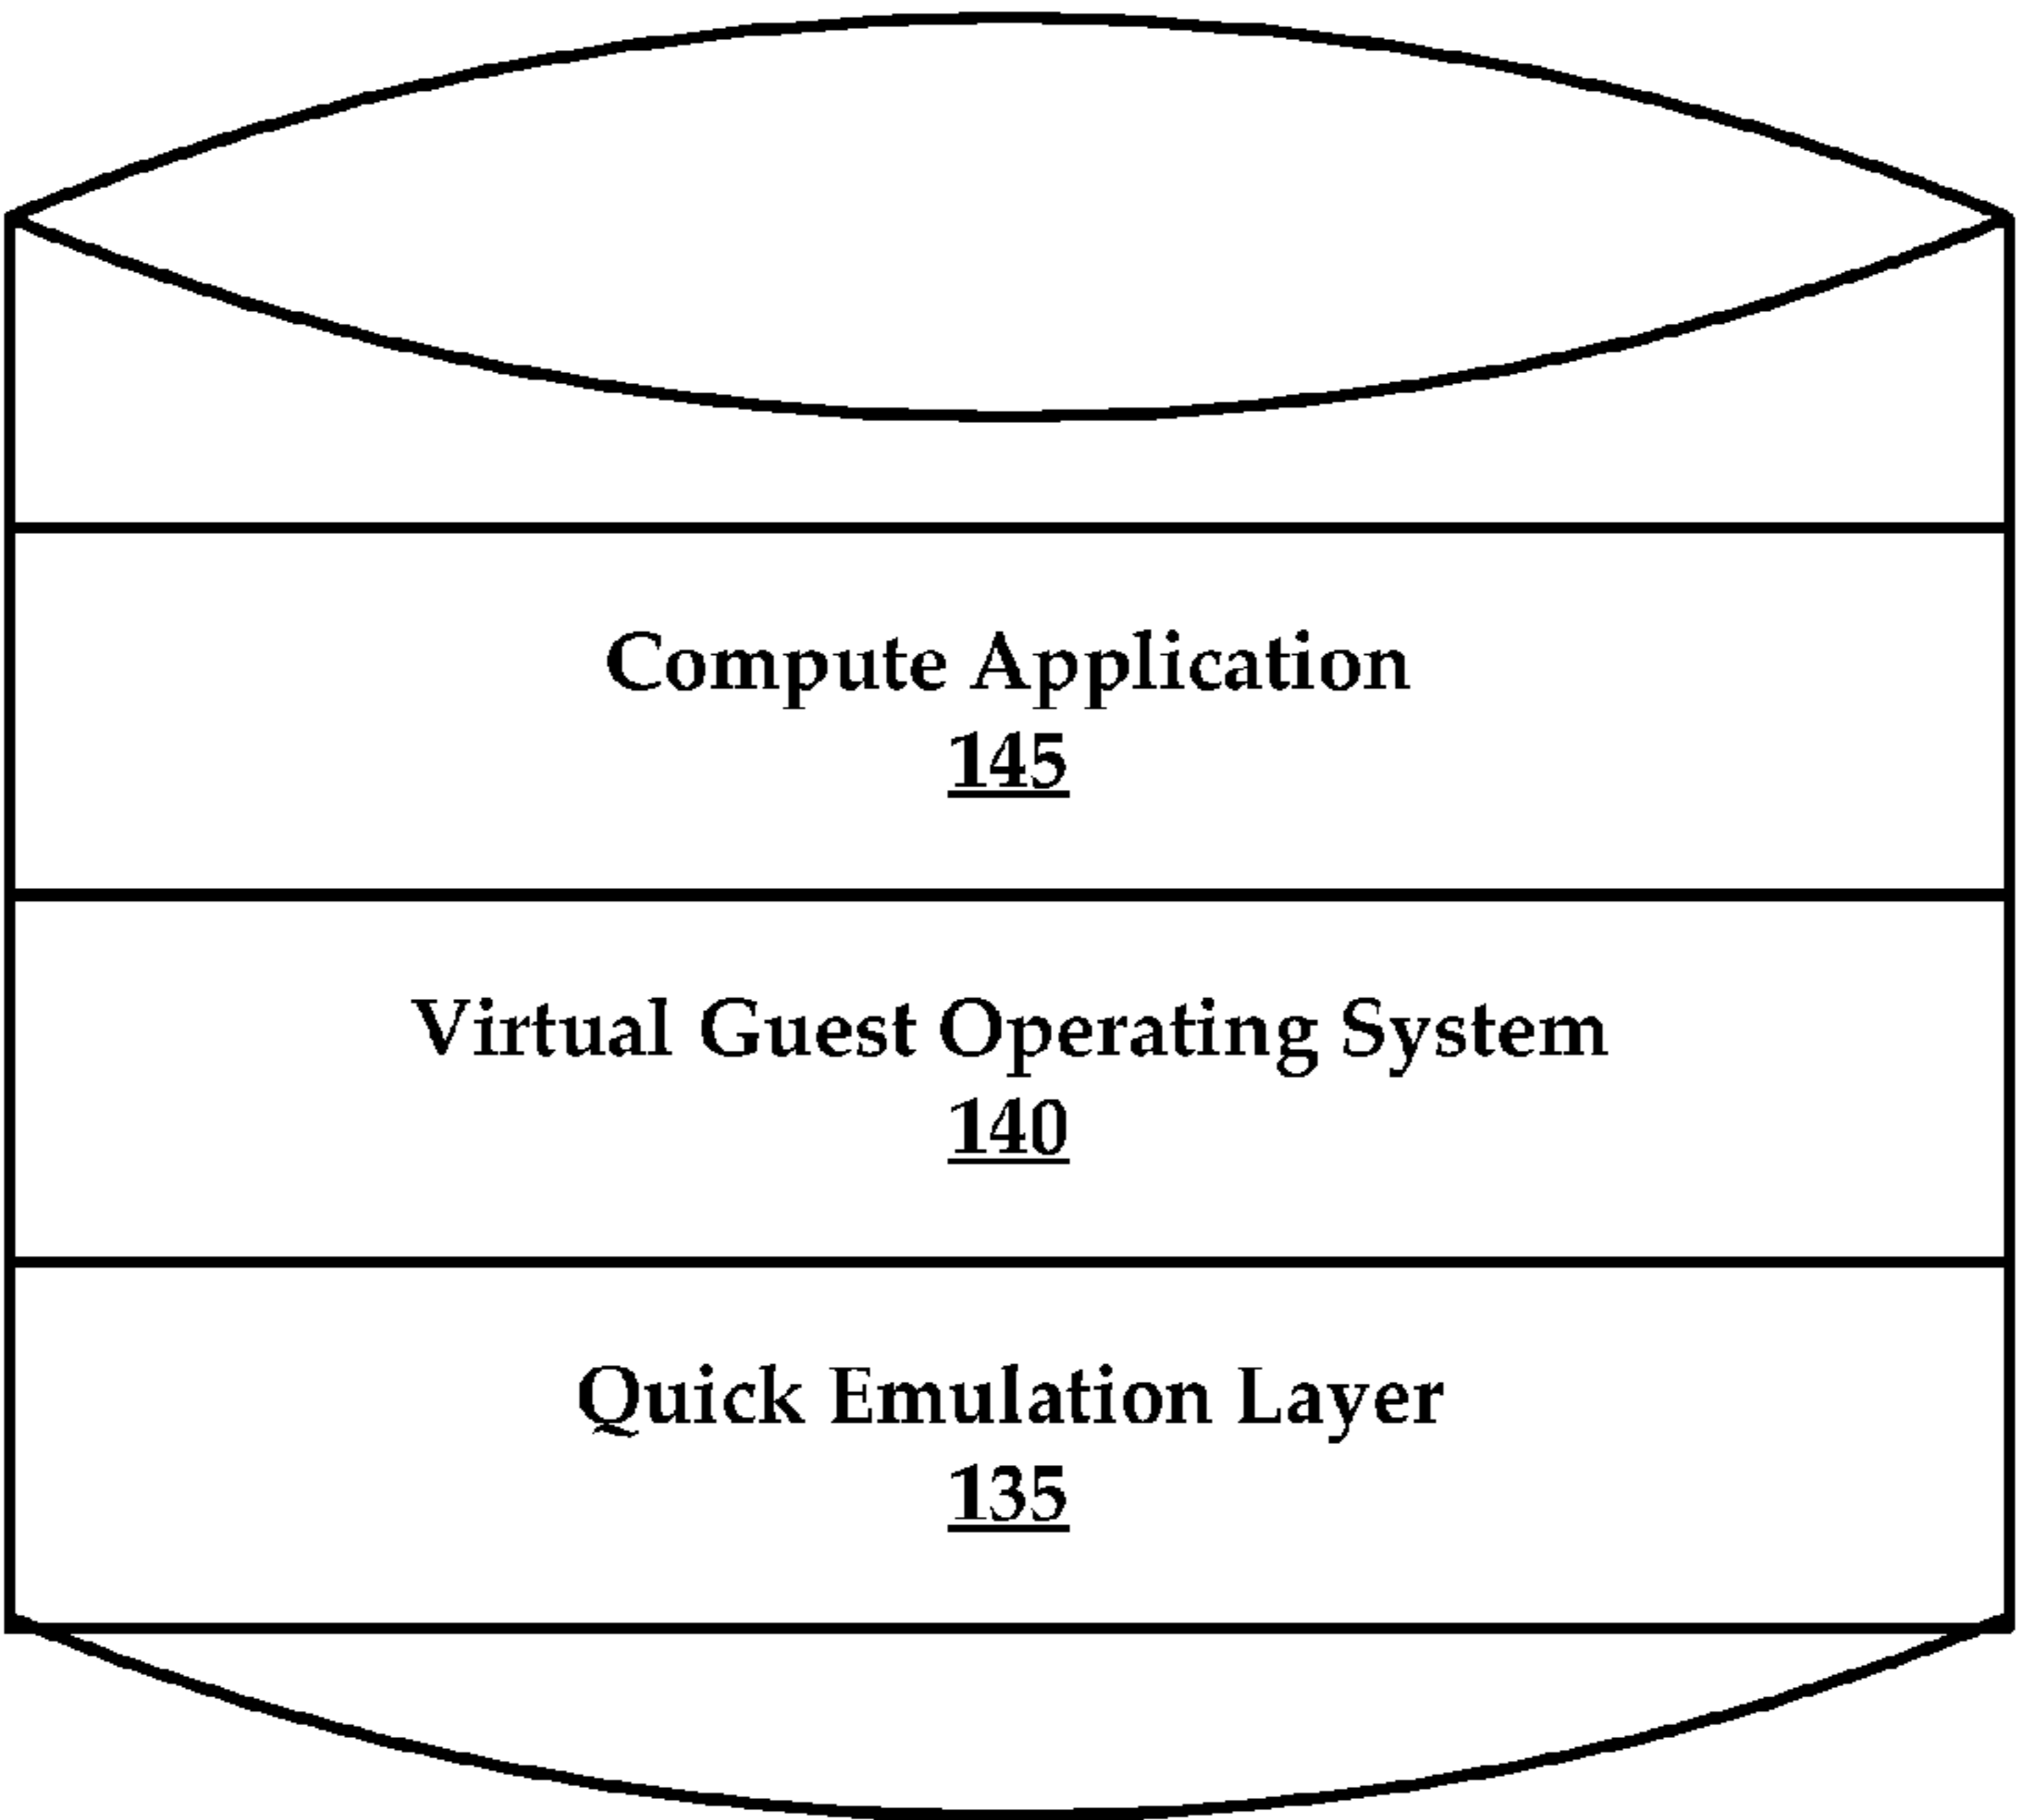 Compute Application
145
Virtual Guest Operating System
140
Quick Emulation Layer
135